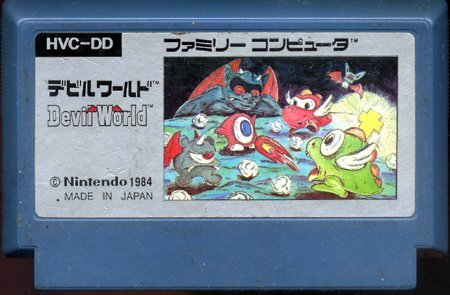 HVC-DD
ファミリー コンピュータ™
デビルワールド™
Devil World™
© Nintendo 1984
MADE IN JAPAN